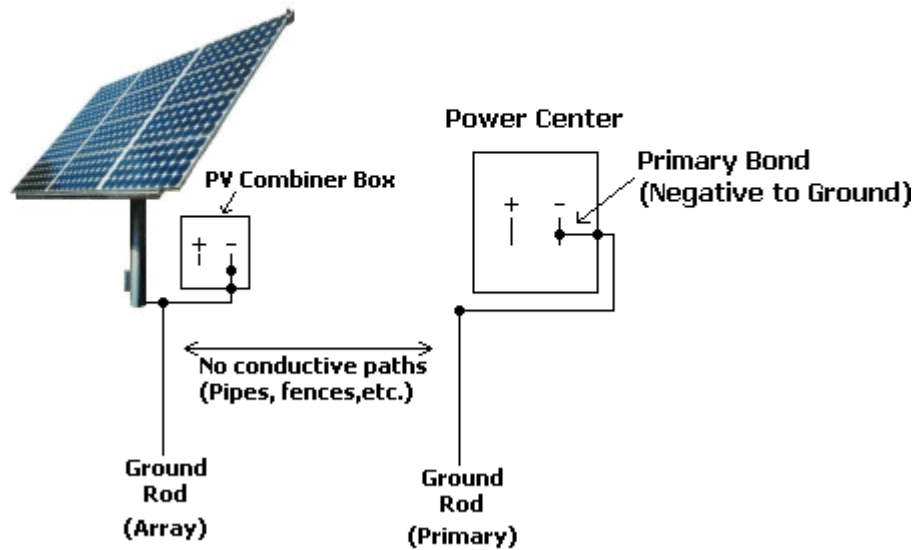 Power Center
PV Combiner Box
Primary Bond
(Negative to Ground)
+ -
+ -
No conductive paths
(Pipes, fences,etc.)
Ground
Rod
(Array)
Ground
Rod
(Primary)